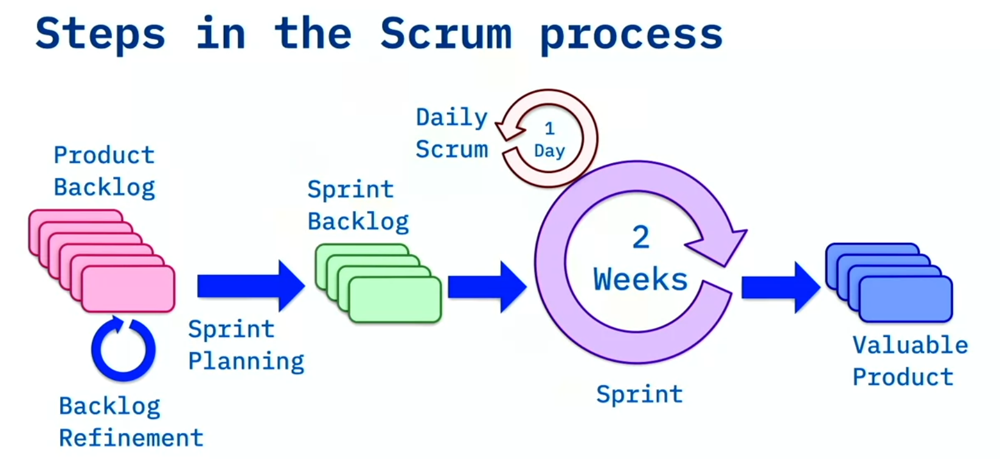 Steps in the Scrum process
Product
Backlog
Backlog
Refinement
Sprint
Planning
Sprint
Backlog
Daily
Scrum
1
Day
2
Weeks
Sprint
Valuable
Product